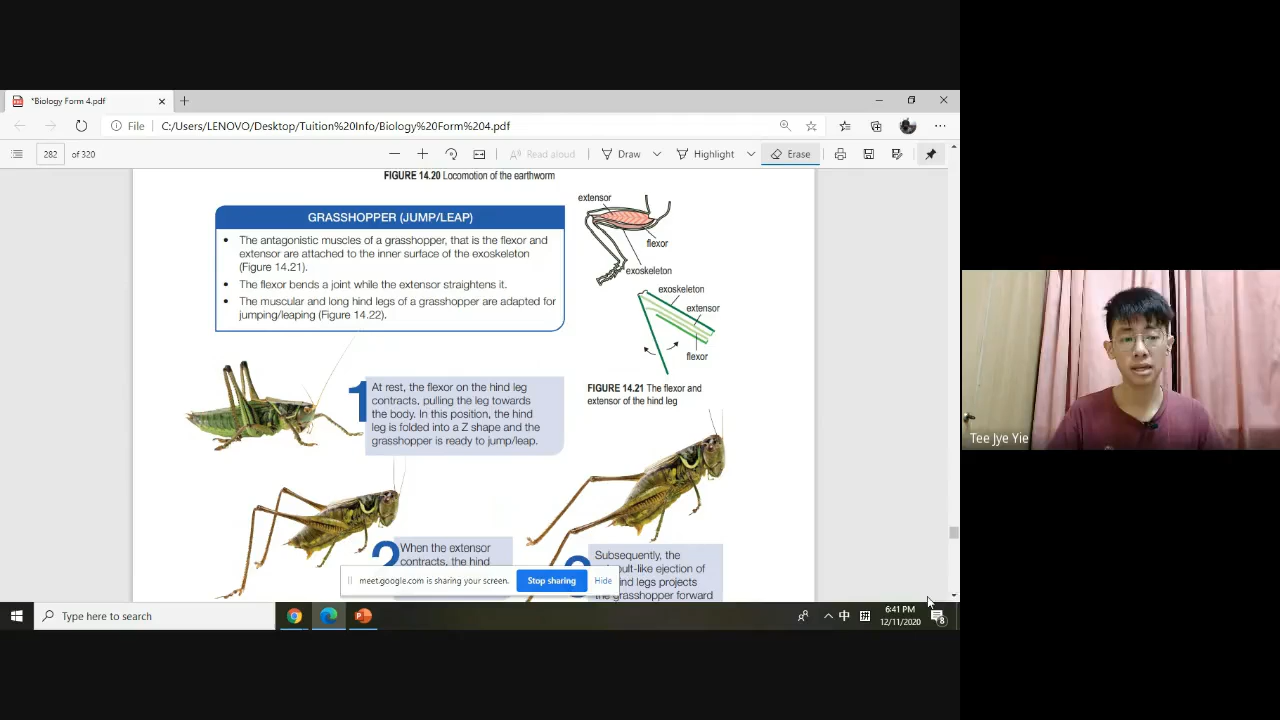 *Biology Form 4.pdf
File
C:/Users/LENOVO/Desktop/Tuition%20Info/Biology%20Form%204.pdf
282 of 320
Read aloud
Draw
Highlight
Erase
FIGURE 14.20 Locomotion of the earthworm
GRASSHOPPER (JUMP/LEAP)
• The antagonistic muscles of a grasshopper, that is the flexor and
extensor are attached to the inner surface of the exoskeleton
(Figure 14.21).
• The flexor bends a joint while the extensor straightens it.
• The muscular and long hind legs of a grasshopper are adapted for
jumping/leaping (Figure 14.22).
extensor
flexor
exoskeleton
exoskeleton
extensor
flexor
FIGURE 14.21 The flexor and
extensor of the hind leg
1
At rest, the flexor on the hind leg
contracts, pulling the leg towards
the body. In this position, the hind
leg is folded into a Z shape and the
grasshopper is ready to jump/leap.
2
When the extensor
contracts, the hind
Subsequently, the
ejection of
legs projects
the grasshopper forward
meet.google.com is sharing your screen.
Stop sharing
Hide
Tee Jye Yie
Type here to search
中
6:41 PM
12/11/2020
8